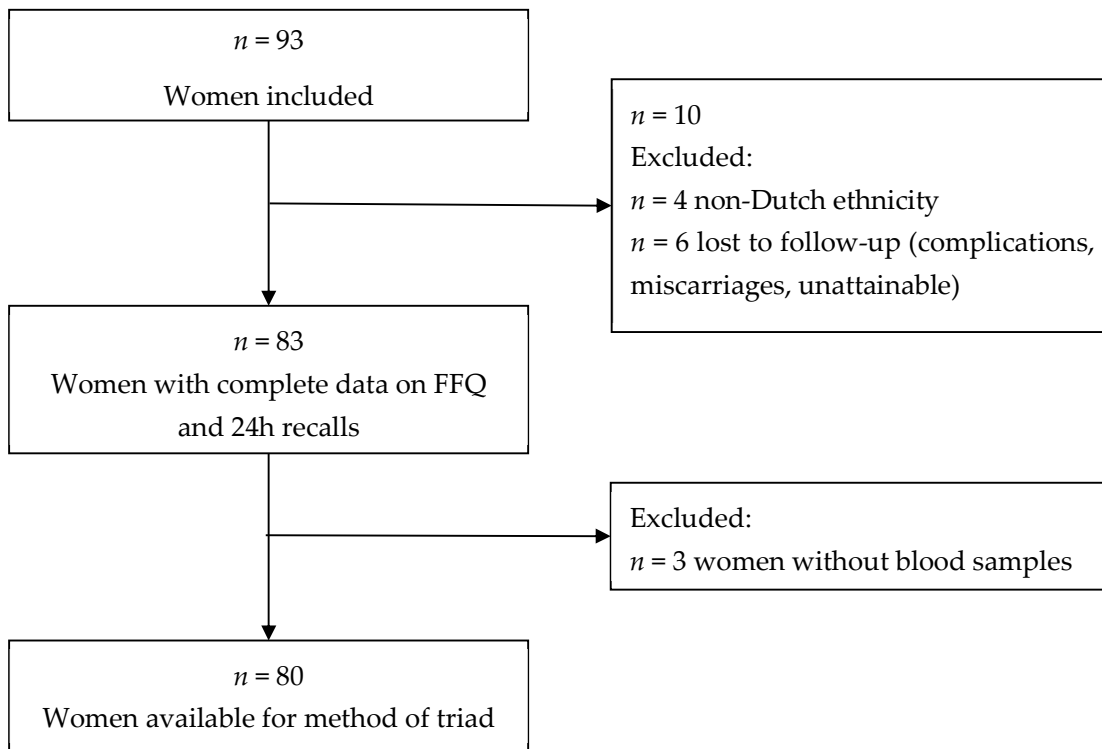 n = 93
Women included
n = 10
Excluded:
n = 4 non-Dutch ethnicity
n = 6 lost to follow-up (complications,
miscarriages, unattainable)
n = 83
Women with complete data on FFQ
and 24h recalls
Excluded:
n = 3 women without blood samples
n = 80
Women available for method of triad